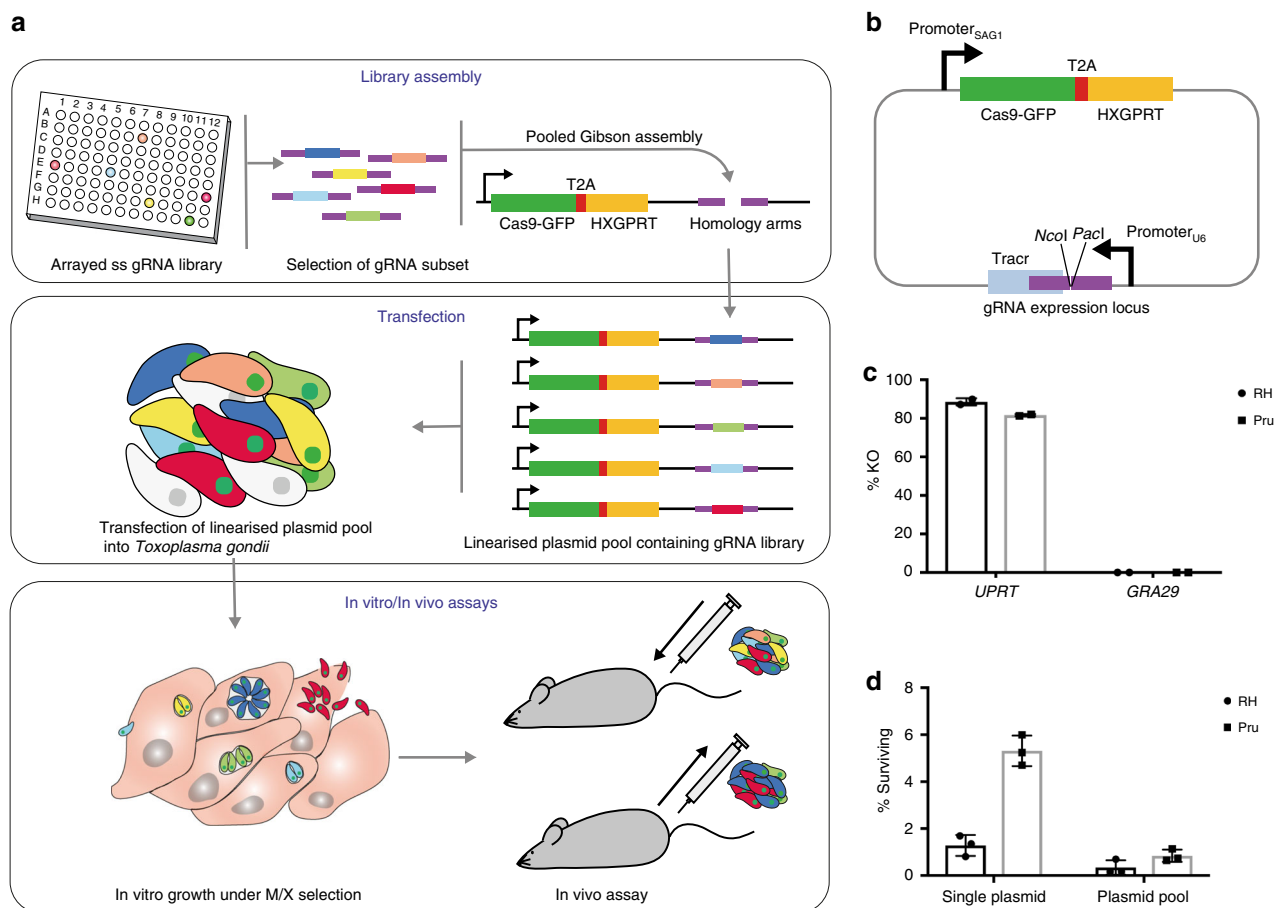 a
Library assembly
1 2 3 4 5 6 7 8 9 10 11 12
A
B
C
D
E
F
G
H
Arrayed ss gRNA library
Selection of gRNA subset
Pooled Gibson assembly
T2A
Cas9-GFP
HXGPRT
Homology arms
Transfection
Transfection of linearised plasmid pool
into Toxoplasma gondii
Linearised plasmid pool containing gRNA library
In vitro/In vivo assays
In vitro growth under M/X selection
In vivo assay
b
Promoter SAG1
T2A
Cas9-GFP
HXGPRT
NcoI PacI
Promoter U6
Tracr
gRNA expression locus
c
100
80
60
40
20
0
% KO
UPRT
GRA29
RH
Pru
d
8
6
4
2
0
% Surviving
Single plasmid
Plasmid pool
RH
Pru